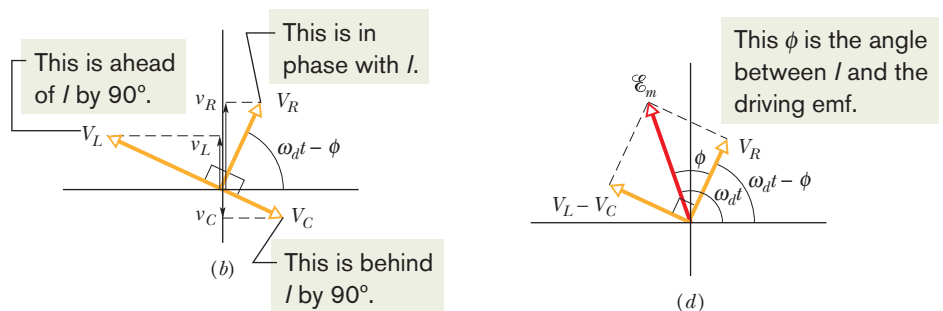 This is ahead
of I by 90°.
This is in
phase with I.
v_R
V_R
V_L
v_L
ω_d t – ϕ
v_C
V_C
(b)
This is behind
I by 90°.
This ϕ is the angle
between I and the
driving emf.
ℰ_m
V_R
ϕ
ω_d t – ϕ
ω_d t
V_L – V_C
(d)